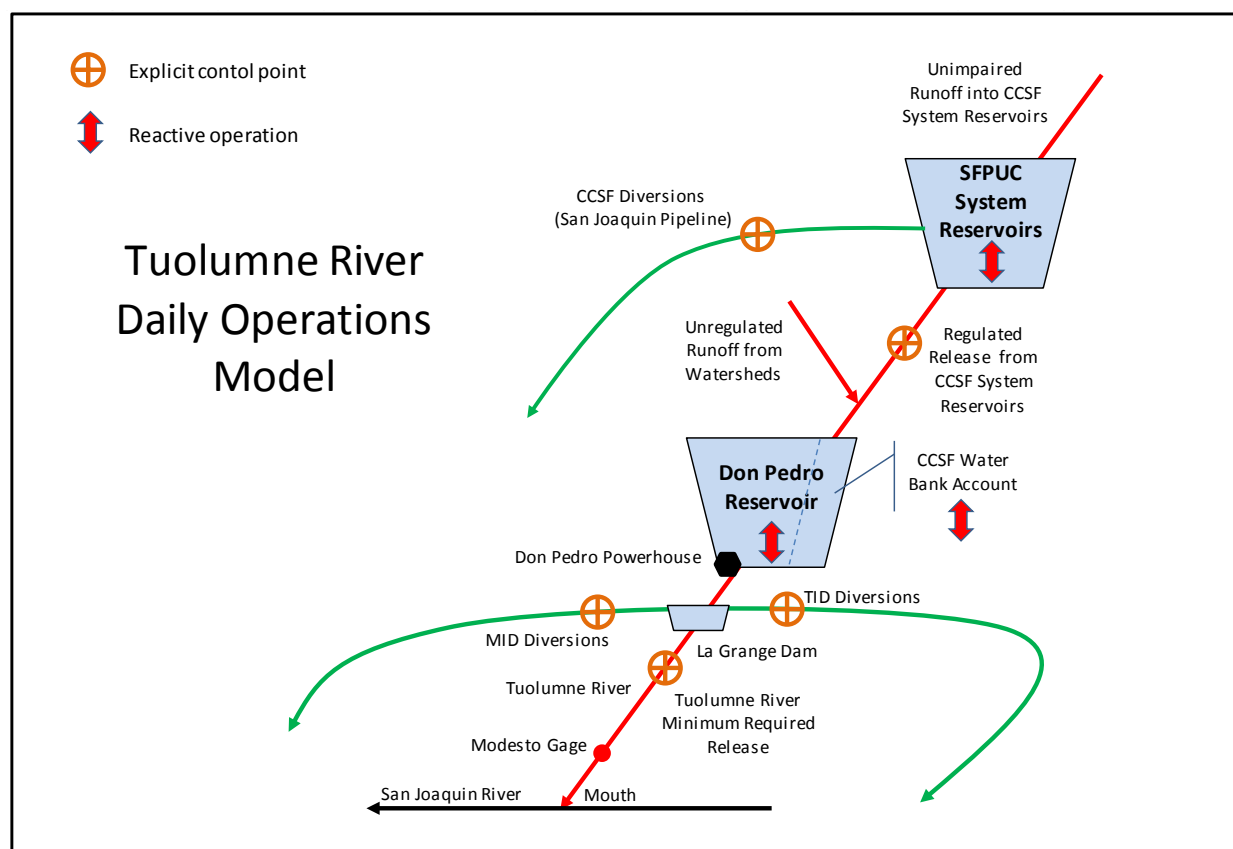 Explicit contol point
Reactive operation
Tuolumne River
Daily Operations
Model
Unimpaired
Runoff into CCSF
System Reservoirs
SFPUC
System
Reservoirs
CCSF Diversions
(San Joaquin Pipeline)
Unregulated
Runoff from
Watersheds
Regulated
Release from
CCSF System
Reservoirs
Don Pedro
Reservoir
CCSF Water
Bank Account
Don Pedro Powerhouse
TID Diversions
MID Diversions
La Grange Dam
Tuolumne River
Tuolumne River
Minimum Required
Release
Modesto Gage
San Joaquin River
Mouth